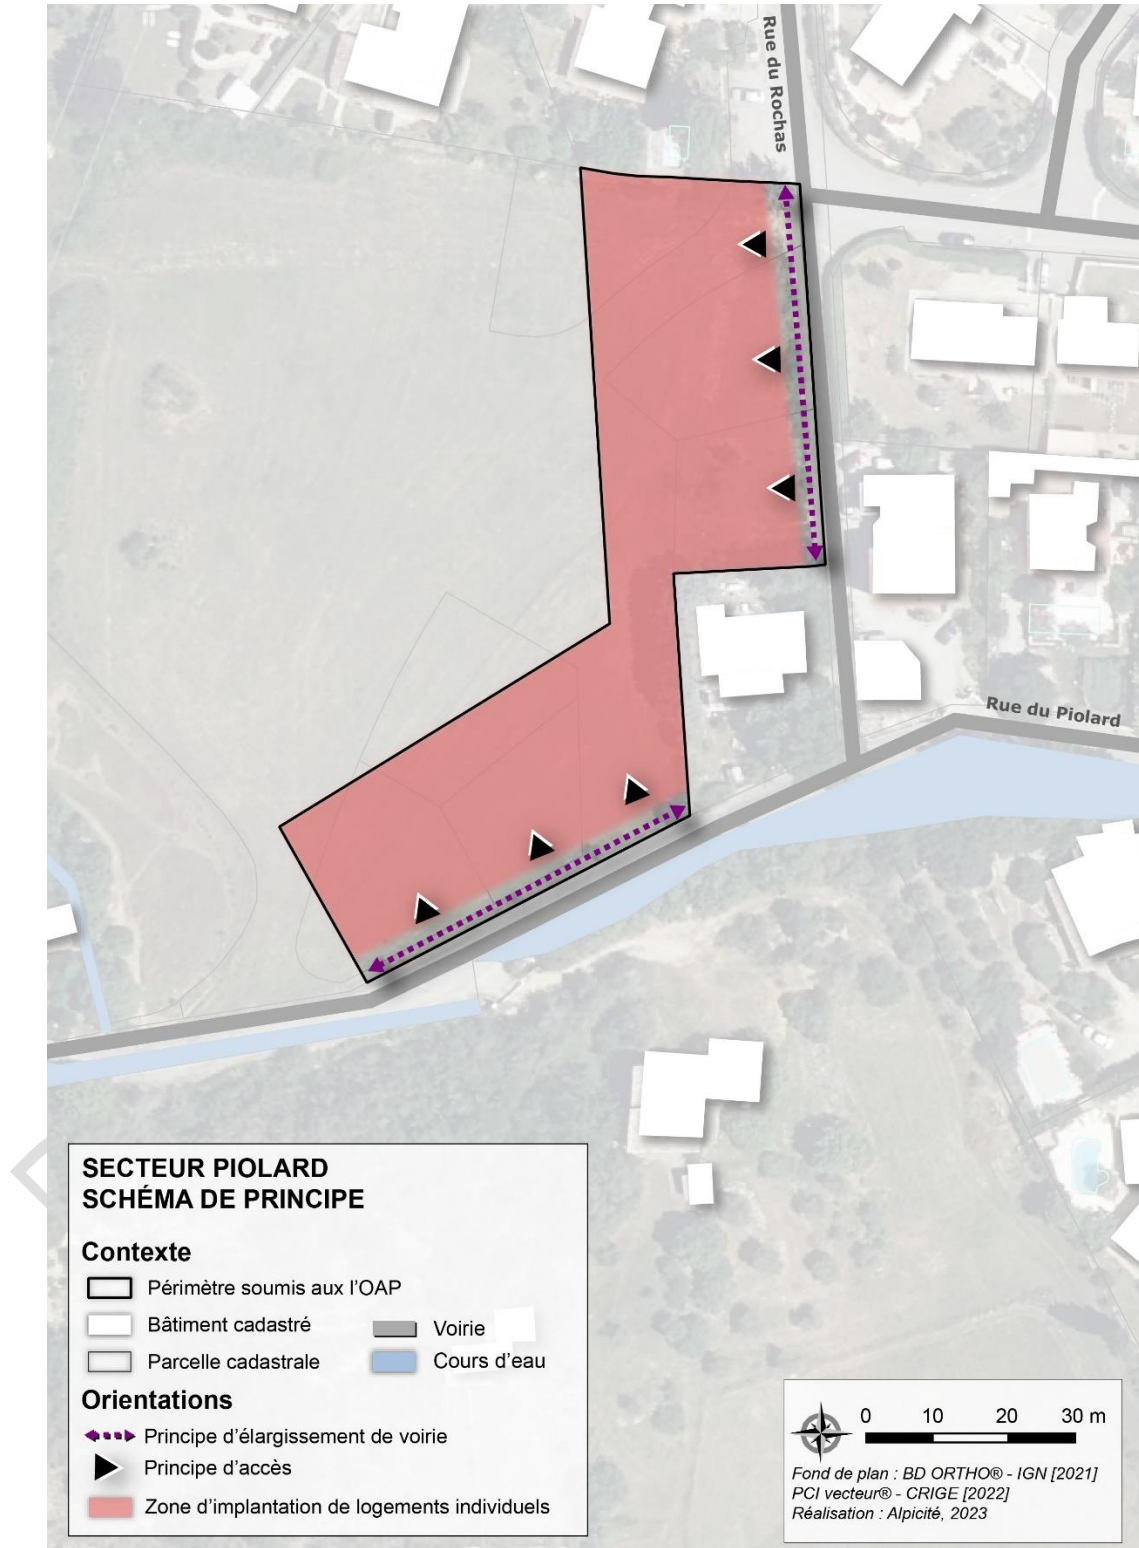 Rue du Rochas
Rue du Piolard
SECTEUR PIOLARD
SCHÉMA DE PRINCIPE
Contexte
Périmètre soumis aux l'OAP
Bâtiment cadastré
Voirie
Parcelle cadastrale
Cours d'eau
Orientations
Principe d'élargissement de voirie
Principe d'accès
Zone d'implantation de logements individuels
0 10 20 30 m
Fond de plan : BD ORTHO® - IGN [2021]
PCI vecteur® - CRIGE [2022]
Réalisation : Alpicité, 2023